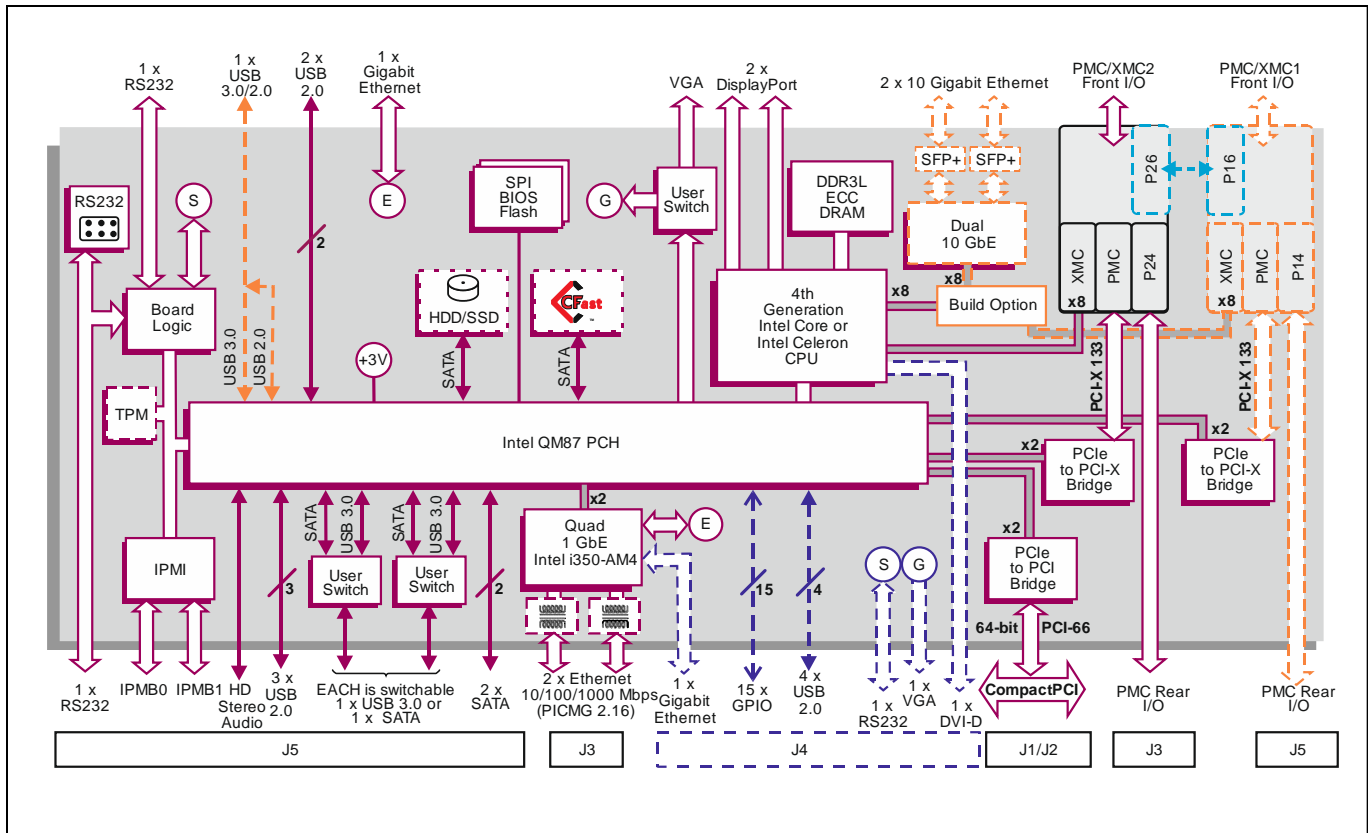 1 x
RS232
1 x
USB
3.0/2.0
2 x
USB
2.0
1 x
Gigabit
Ethernet
VGA
2 x
DisplayPort
2 x 10 Gigabit Ethernet
PMC/XMC2
Front I/O
PMC/XMC1
Front I/O
RS232
S
E
SPI
BIOS
Flash
G
User
Switch
DDR3L
ECC
DRAM
SFP+
SFP+
Dual
10 GbE
P26
P16
2
XMC
PMC
P24
XMC
PMC
P14
Board
Logic
USB 3.0
USB 2.0
HDD/SSD
CFast
™
4th
Generation
Intel Core or
Intel Celeron
CPU
x8
x8
Build Option
x8
x8
+3V
SATA
SATA
PCI-X 133
PCI-X 133
TPM
Intel QM87 PCH
x2
PCIe
to PCI-X
Bridge
x2
PCIe
to PCI-X
Bridge
SATA
USB 3.0
SATA
USB 3.0
x2
Quad
1 GbE
Intel i350-AM4
E
x2
PCIe
to PCI
Bridge
IPMI
3
User
Switch
User
Switch
2
15
4
S
G
64-bit
PCI-66
1 x
RS232
IPMB0
IPMB1
HD
Stereo
Audio
3 x
USB
2.0
EACH is switchable
1 x USB 3.0 or
1 x SATA
2 x
SATA
2 x Ethernet
10/100/1000 Mbps
(PICMG 2.16)
1 x
Gigabit
Ethernet
15 x
GPIO
4 x
USB
2.0
1 x
RS232
1 x
VGA
1 x
DVI-D
CompactPCI
PMC Rear
I/O
PMC Rear
I/O
J5
J3
J4
J1/J2
J3
J5